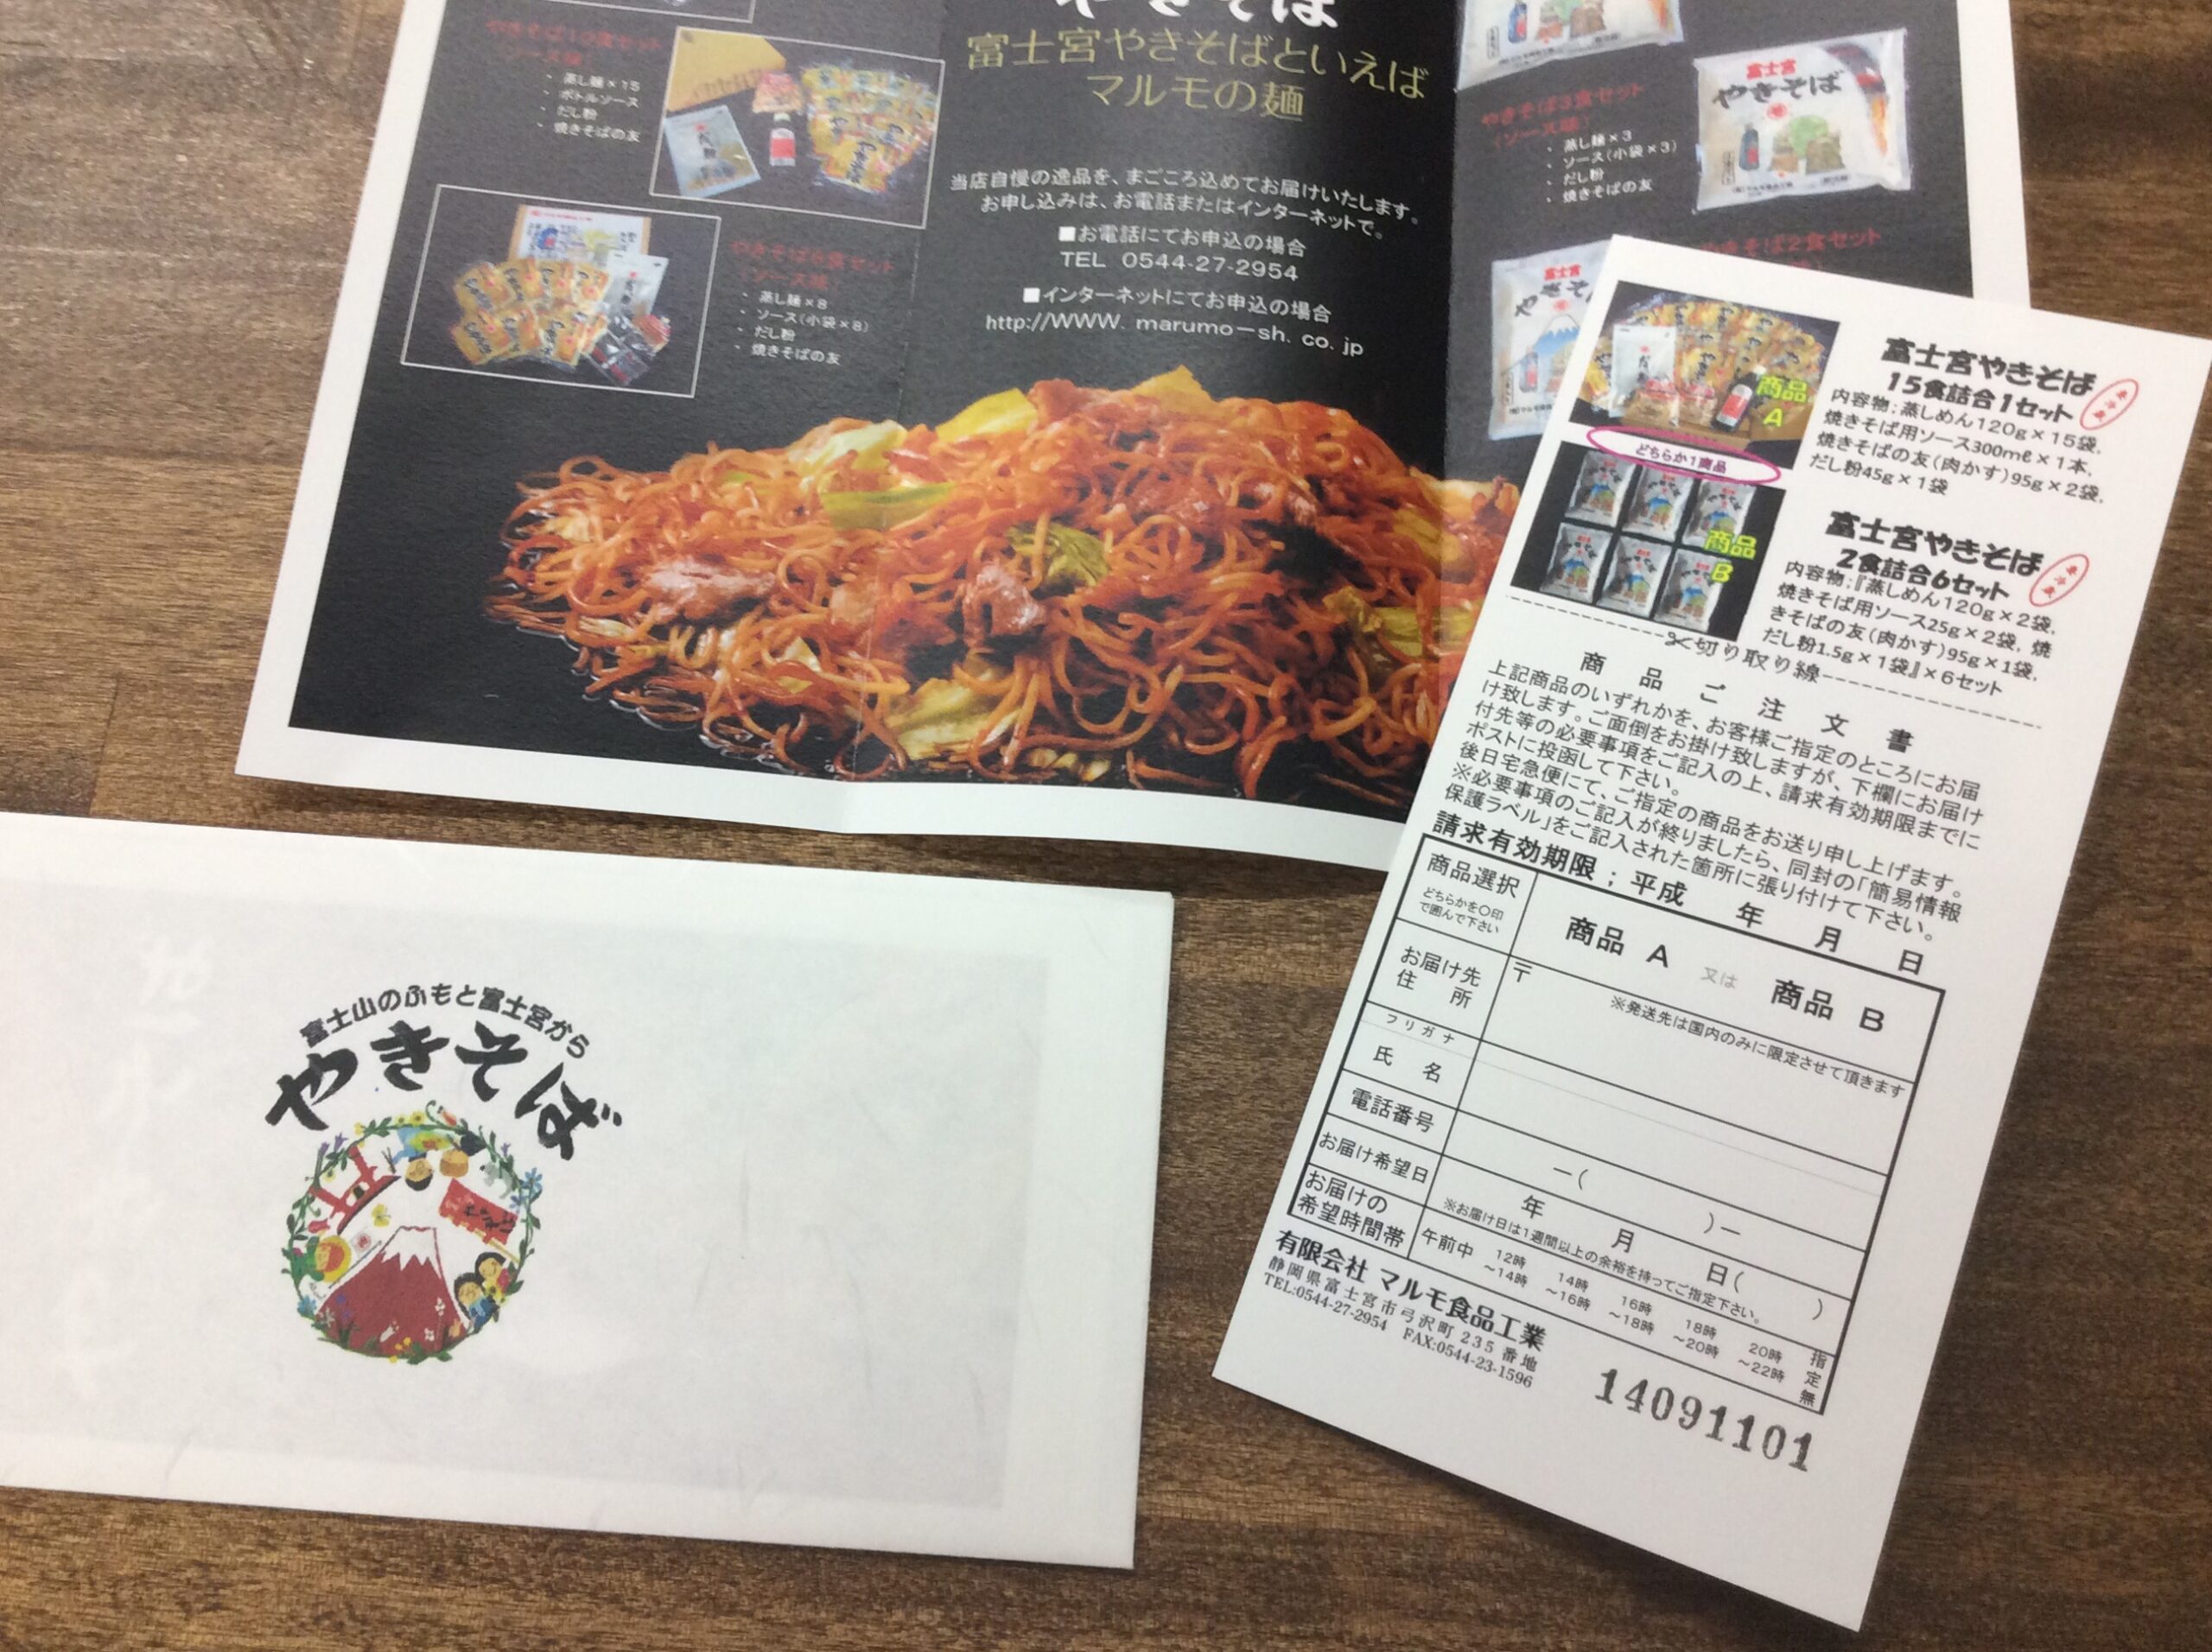 やきそば
富士宮やきそばといえば
マルモの麺
当店自慢の逸品を、まごころ込めてお届けいたします。
お申し込みは、お電話またはインターネットで。
■お電話にてお申込の場合
TEL 0544-27-2954
■インターネットにてお申込の場合
http://WWW. marumo－sh. co. jp
やきそば15食セット
(ソース味)
・ 蒸し麺×15
・ ボトルソース
・ だし粉
・ 焼きそばの友
やきそば8食セット
(ソース味)
・ 蒸し麺×8
・ ソース(小袋×8)
・ だし粉
・ 焼きそばの友
やきそば3食セット
(ソース味)
・ 蒸し麺×3
・ ソース(小袋×3)
・ だし粉
・ 焼きそばの友
富士宮
やきそば
やきそば2食セット
富士宮
富士山のふもと富士宮から
やきそば
商品
A
どちらか1商品
商品
B
富士宮やきそば
15食詰合1セット
内容物;蒸しめん120g×15袋,
焼きそば用ソース300mℓ×1本,
焼きそばの友(肉かす)95g×2袋,
だし粉45g×1袋
富士宮やきそば
2食詰合6セット
内容物;『蒸しめん120g×2袋,
焼きそば用ソース25g×2袋, 焼
きそばの友(肉かす)95g×1袋,
だし粉1.5g×1袋』×6セット
切り取り線
商品ご注文書
上記商品のいずれかを、お客様ご指定のところにお届
け致します。ご面倒をお掛け致しますが、下欄にお届け
付先等の必要事項をご記入の上、請求有効期限までに
ポストに投函して下さい。
後日宅急便にて、ご指定の商品をお送り申し上げます。
※必要事項のご記入が終りましたら、同封の「簡易情報
保護ラベル」をご記入された箇所に張り付けて下さい。
請求有効期限;平成 年 月 日
商品選択
どちらかを〇印
で囲んで下さい
商品 A 又は 商品 B
お届け先
住 所
〒
※発送先は国内のみに限定させて頂きます
フリガナ
氏 名
電話番号
―( )―
お届け希望日
年 月 日( )
※お届け日は1週間以上の余裕を持ってご指定下さい。
お届けの
希望時間帯
午前中 12時～14時 14時～16時 16時～18時 18時～20時 20時～22時 指定無
有限会社 マルモ食品工業
静岡県富士宮市弓沢町235番地
TEL:0544-27-2954 FAX:0544-23-1596
14091101